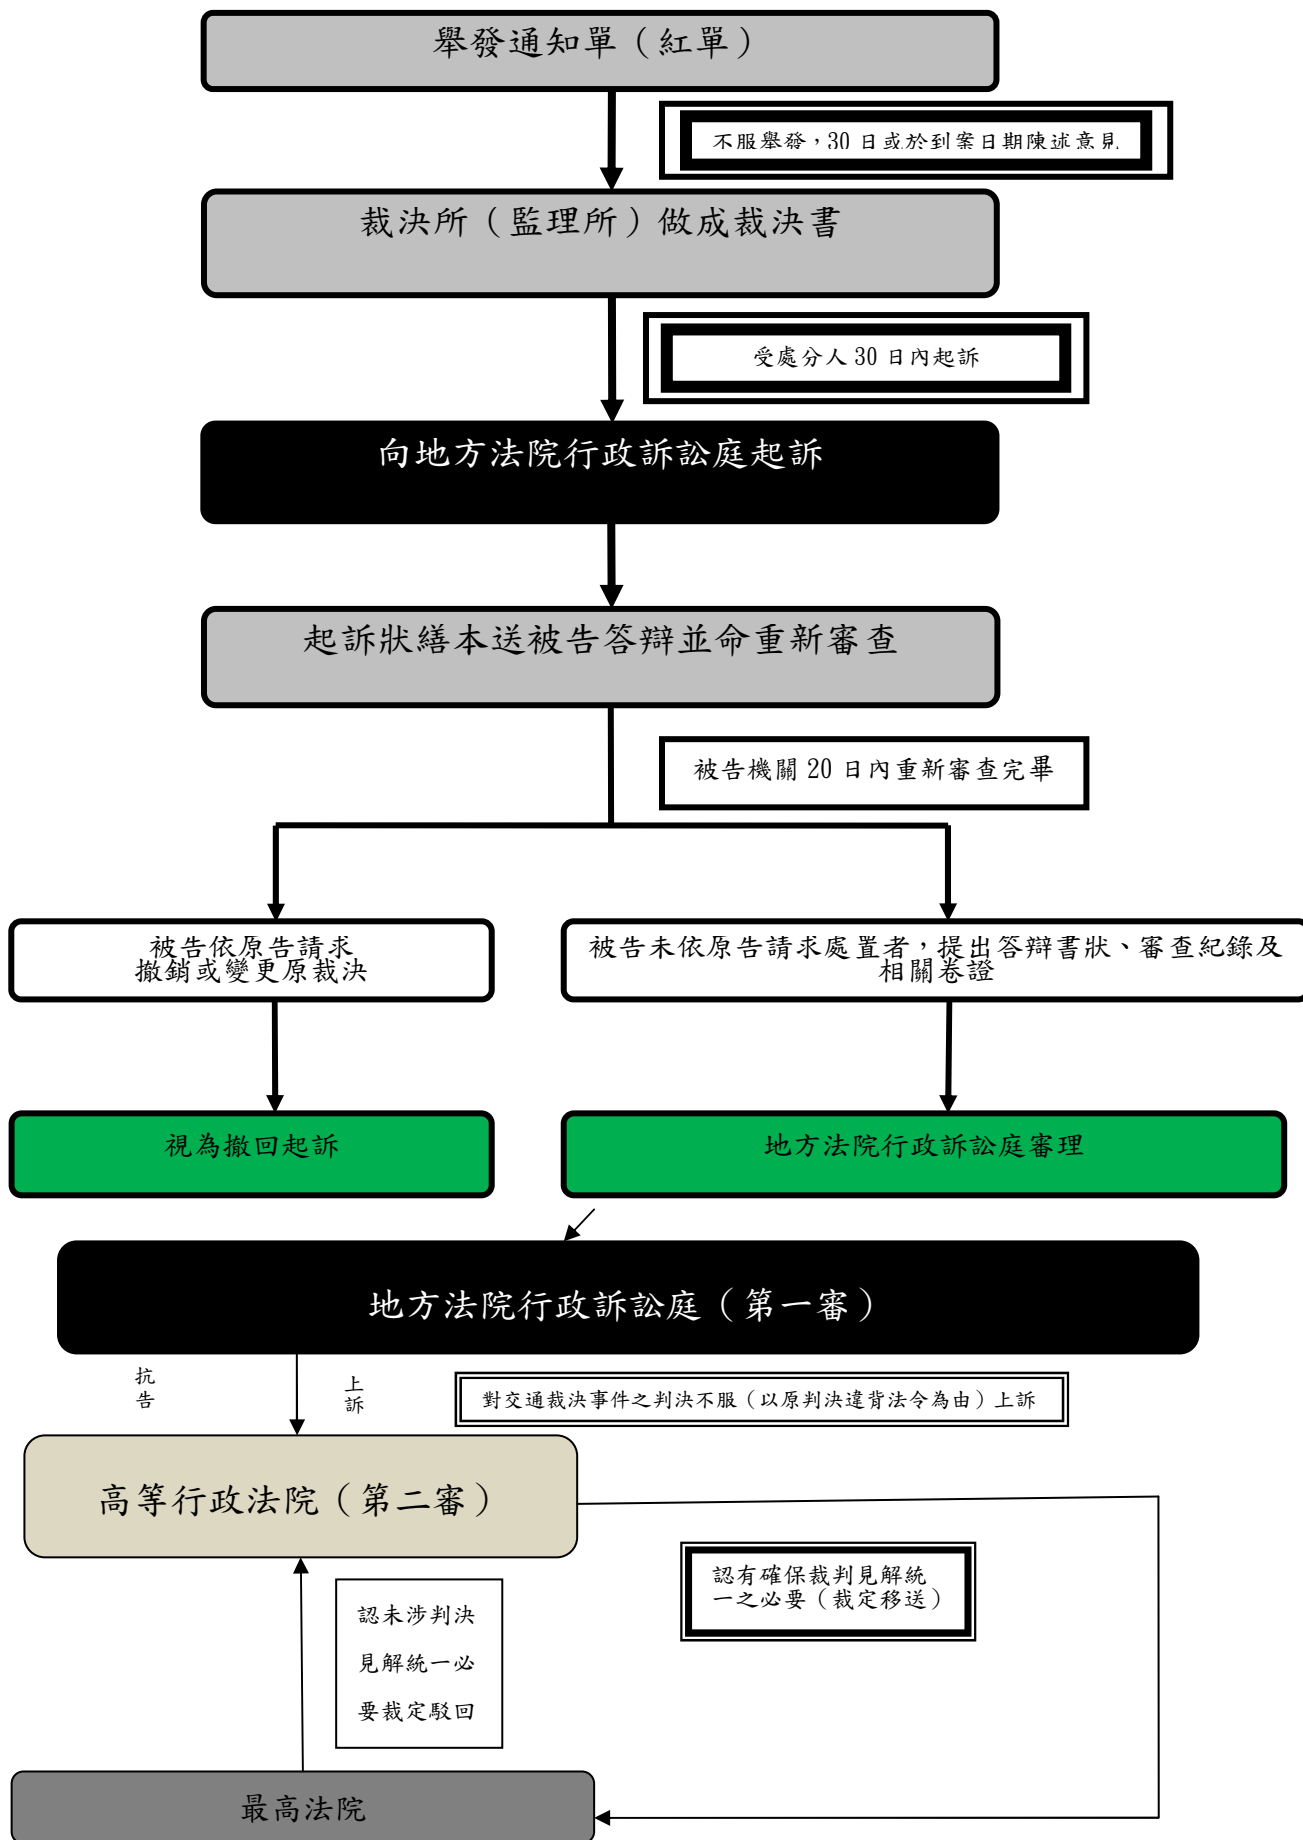 舉發通知單（紅單）
不服舉發，30 日或於到案日期陳述意見
裁決所（監理所）做成裁決書
受處分人 30 日內起訴
向地方法院行政訴訟庭起訴
起訴狀繕本送被告答辯並命重新審查
被告機關 20 日內重新審查完畢
被告依原告請求
撤銷或變更原裁決
被告未依原告請求處置者，提出答辯書狀、審查紀錄及
相關卷證
視為撤回起訴
地方法院行政訴訟庭審理
地方法院行政訴訟庭（第一審）
抗告
上訴
對交通裁決事件之判決不服（以原判決違背法令為由）上訴
高等行政法院（第二審）
認有確保裁判見解統
一之必要（裁定移送）
認未涉判決
見解統一必
要裁定駁回
最高法院